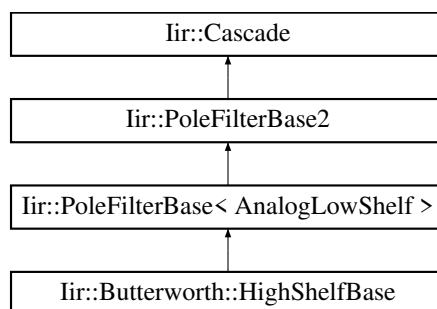 Iir::Cascade
Iir::PoleFilterBase2
Iir::PoleFilterBase< AnalogLowShelf >
Iir::Butterworth::HighShelfBase